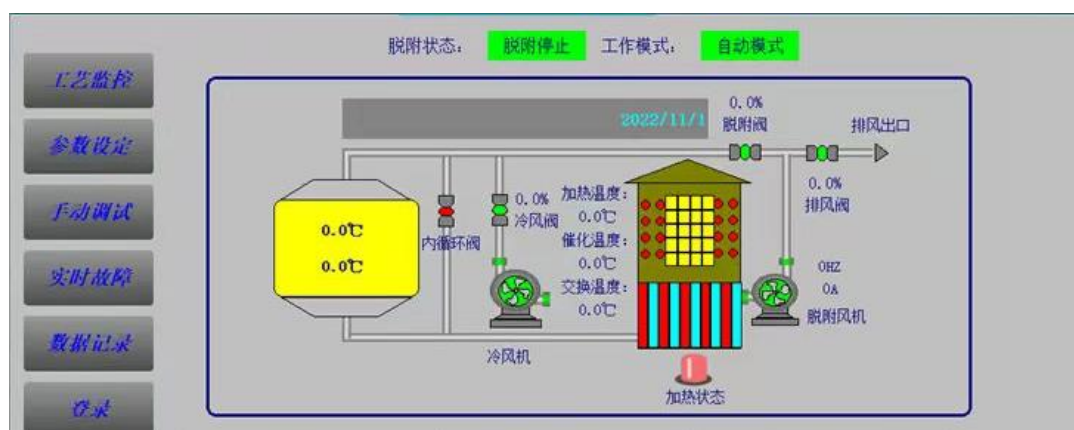 脱附状态： 脱附停止 工作模式： 自动模式
工艺监控
参数设定
手动调试
实时故障
数据记录
登录
2022/11/1
0.0%
脱附阀
排风出口
0.0%
排风阀
0.0℃
0.0℃
内循环阀
0.0%
冷风阀
加热温度：
0.0℃
催化温度：
0.0℃
交换温度：
0.0℃
0HZ
0A
脱附风机
冷风机
加热状态